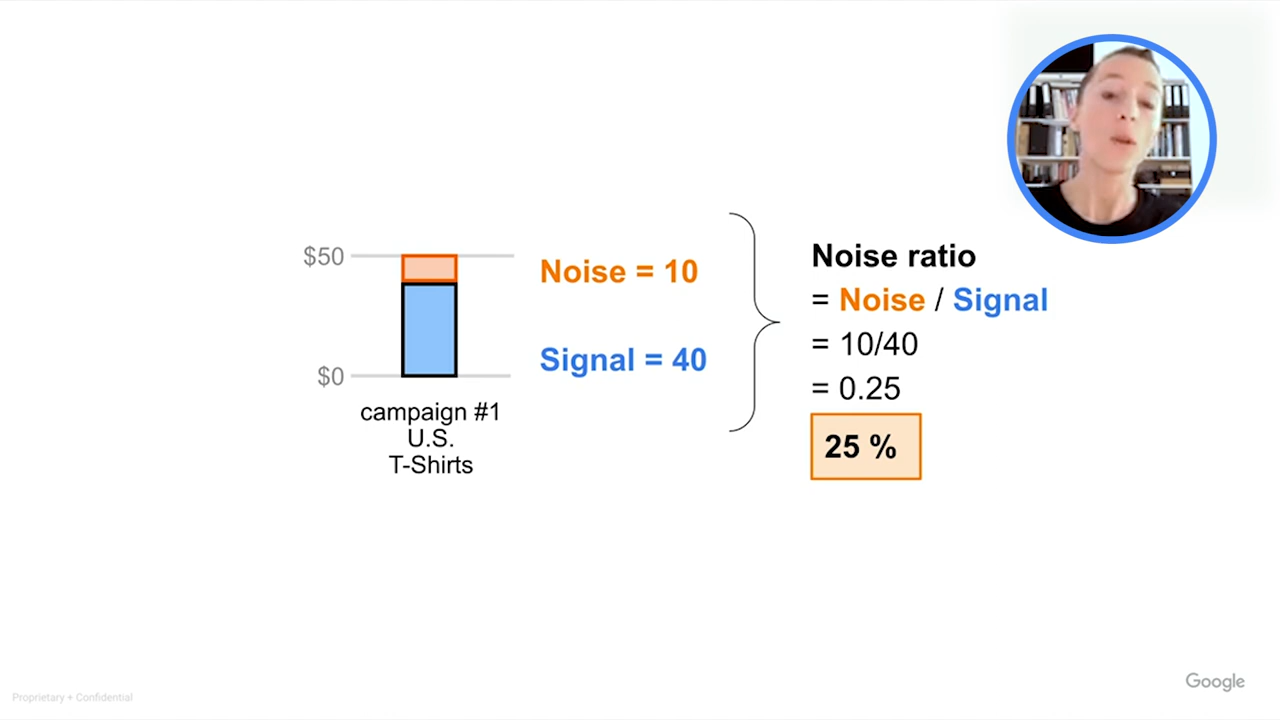 $50
$0
campaign #1
U.S.
T-Shirts
Noise = 10
Signal = 40
Noise ratio
= Noise / Signal
= 10/40
= 0.25
25 %
Proprietary + Confidential
Google